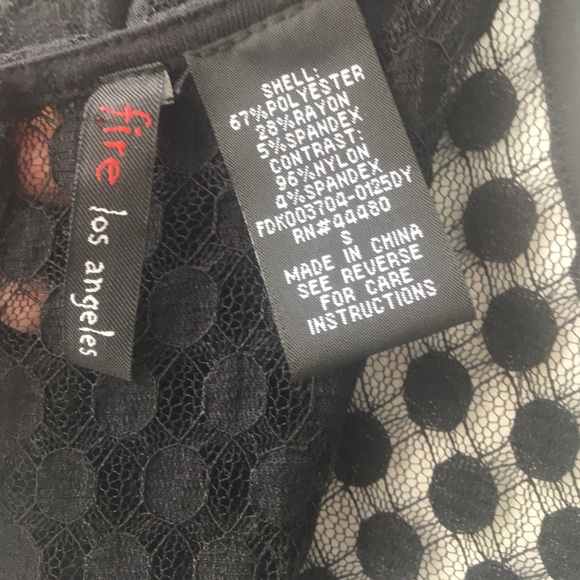 fire los angeles
SHELL:
67%POLYESTER
28%RAYON
5%SPANDEX
CONTRAST:
96%NYLON
4%SPANDEX
FDK003704-0125DY
RN#44480
S
MADE IN CHINA
SEE REVERSE
FOR CARE
INSTRUCTIONS